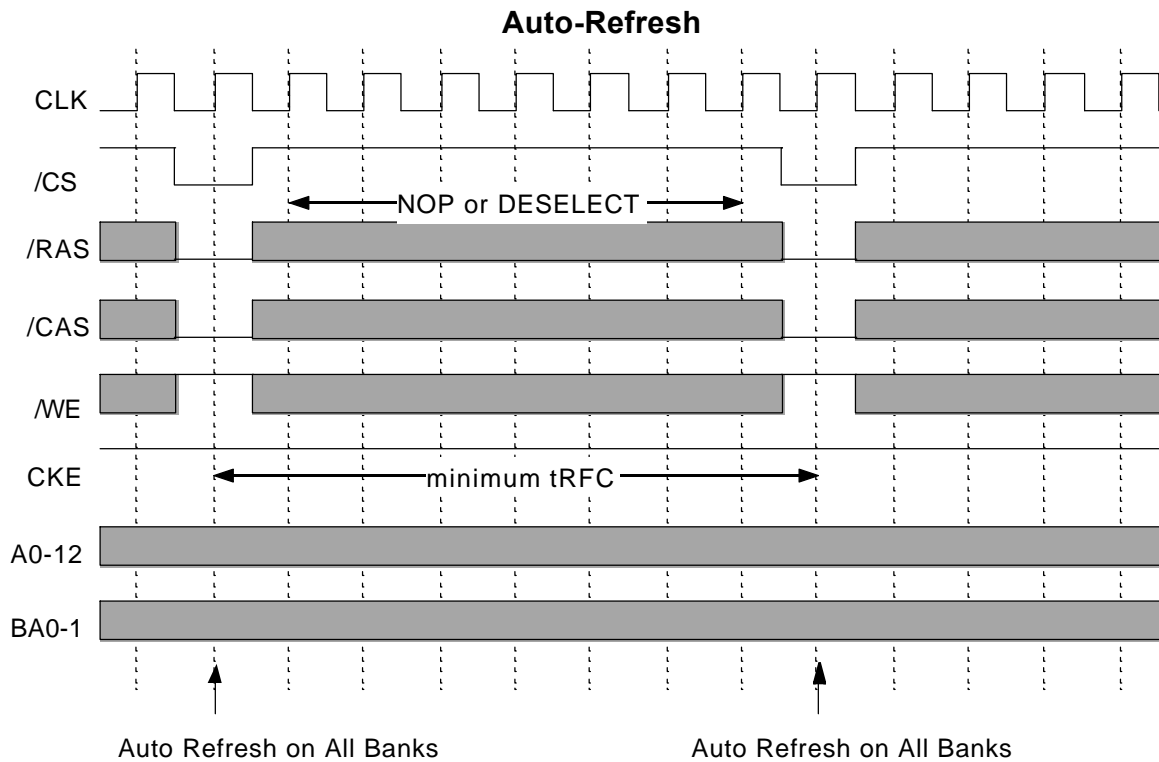 Auto-Refresh
CLK
/CS
NOP or DESELECT
/RAS
/CAS
/WE
CKE
minimum tRFC
A0-12
BA0-1
Auto Refresh on All Banks
Auto Refresh on All Banks